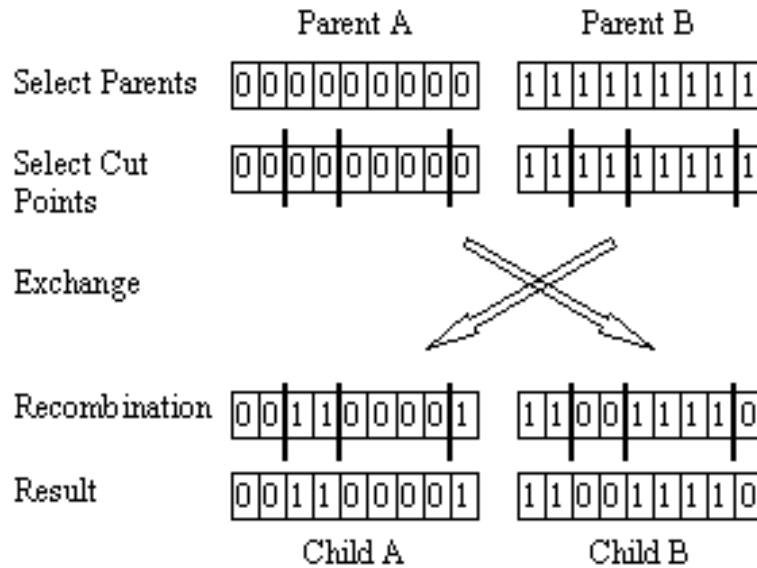 Parent A Parent B
Select Parents 0 0 0 0 0 0 0 0 0 1 1 1 1 1 1 1 1 1
Select Cut 0 0 0 0 0 0 0 0 0 1 1 1 1 1 1 1 1 1
Points
Exchange
Recombination 0 0 1 1 0 0 0 0 1 1 1 0 0 1 1 1 1 0
Result 0 0 1 1 0 0 0 0 1 1 1 0 0 1 1 1 1 0
Child A Child B